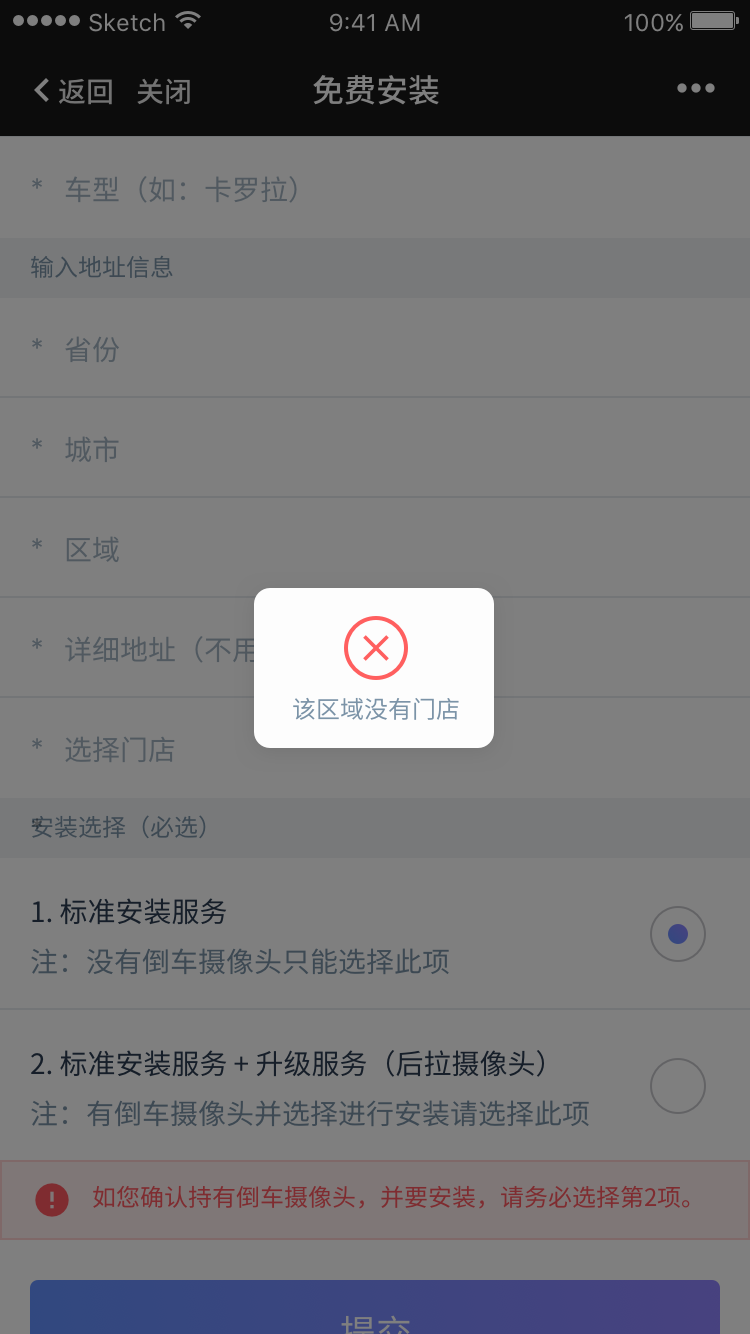 Sketch 9:41 AM 100%
返回 关闭 免费安装
* 车型（如：卡罗拉）
输入地址信息
* 省份
* 城市
* 区域
* 详细地址（不用
该区域没有门店
* 选择门店
安装选择（必选）
1. 标准安装服务
注：没有倒车摄像头只能选择此项
2. 标准安装服务 + 升级服务（后拉摄像头）
注：有倒车摄像头并选择进行安装请选择此项
如您确认持有倒车摄像头，并要安装，请务必选择第2项。
提交